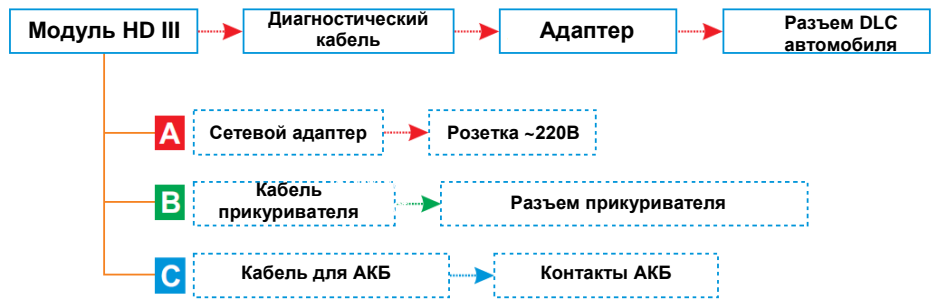 Модуль HD III
Диагностический
кабель
Адаптер
Разъем DLC
автомобиля
A
Сетевой адаптер
Розетка ~220В
B
Кабель
прикуривателя
Разъем прикуривателя
C
Кабель для АКБ
Контакты АКБ